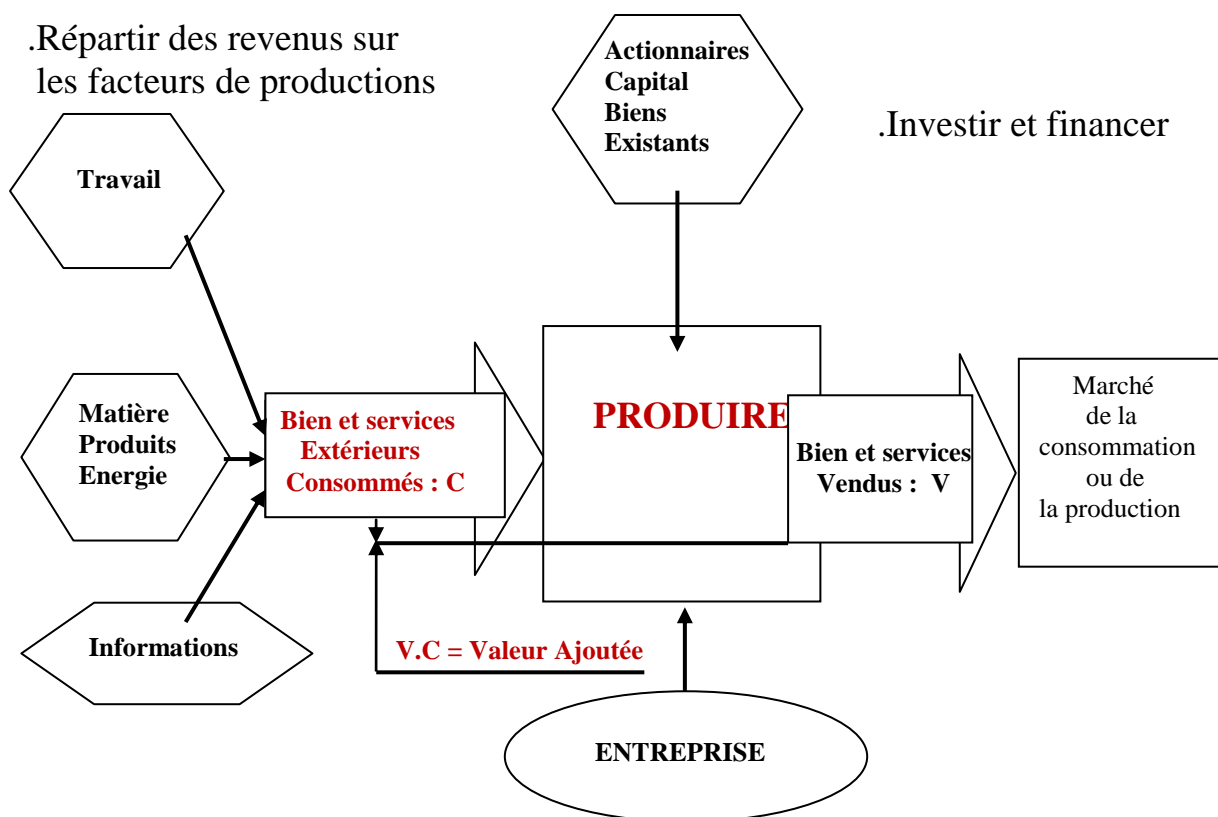 .Répartir des revenus sur
les facteurs de productions
Actionnaires
Capital
Biens
Existants
.Investir et financer
Travail
Matière
Produits
Energie
Bien et services
Extérieurs
Consommés : C
PRODUIRE
Bien et services
Vendus : V
Marché
de la
consommation
ou de
la production
Informations
V.C = Valeur Ajoutée
ENTREPRISE